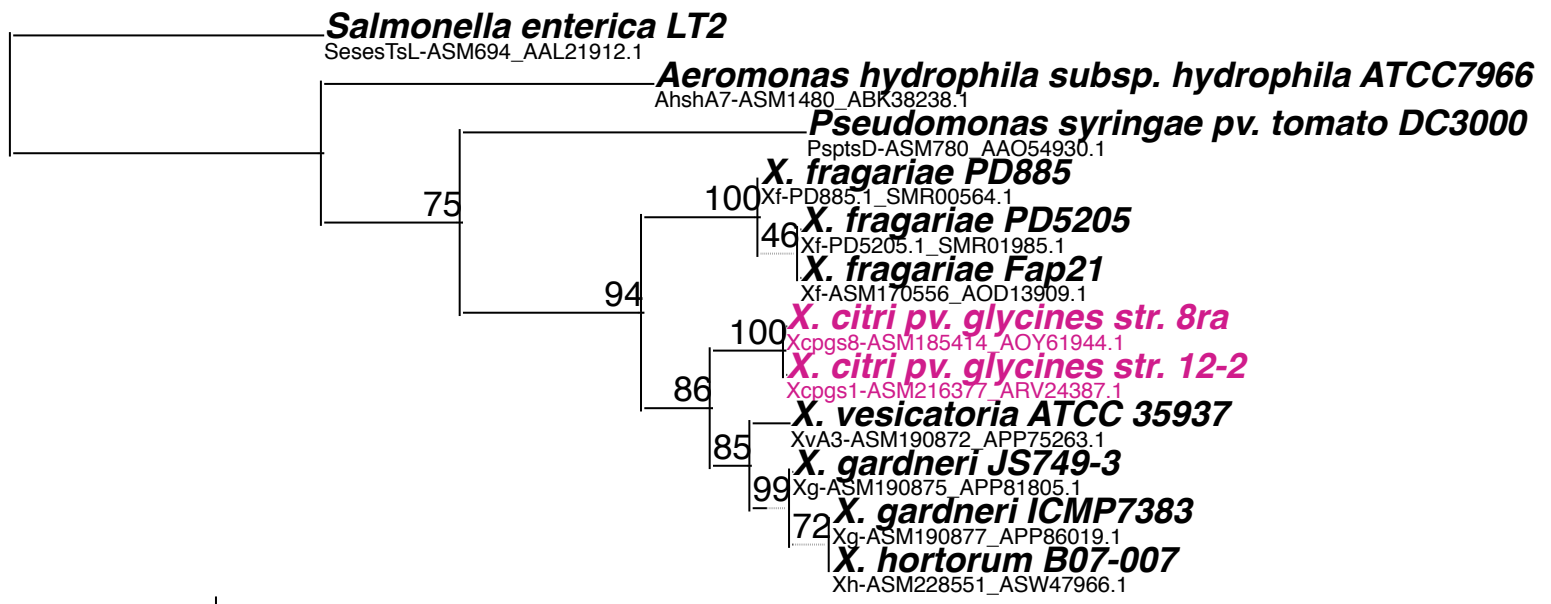 Salmonella enterica LT2
SesesTsL-ASM694_AAL21912.1
Aeromonas hydrophila subsp. hydrophila ATCC7966
AhshA7-ASM1480_ABK38238.1
Pseudomonas syringae pv. tomato DC3000
PsptsD-ASM780_AAO54930.1
75
X. fragariae PD885
100
Xf-PD885.1_SMR00564.1
X. fragariae PD5205
46
Xf-PD5205.1_SMR01985.1
X. fragariae Fap21
Xf-ASM170556_AOD13909.1
94
X. citri pv. glycines str. 8ra
100
Xcpgs8-ASM185414_AOY61944.1
X. citri pv. glycines str. 12-2
Xcpgs1-ASM216377_ARV24387.1
86
X. vesicatoria ATCC 35937
XvA3-ASM190872_APP75263.1
85
X. gardneri JS749-3
99
Xg-ASM190875_APP81805.1
X. gardneri ICMP7383
72
Xg-ASM190877_APP86019.1
X. hortorum B07-007
Xh-ASM228551_ASW47966.1